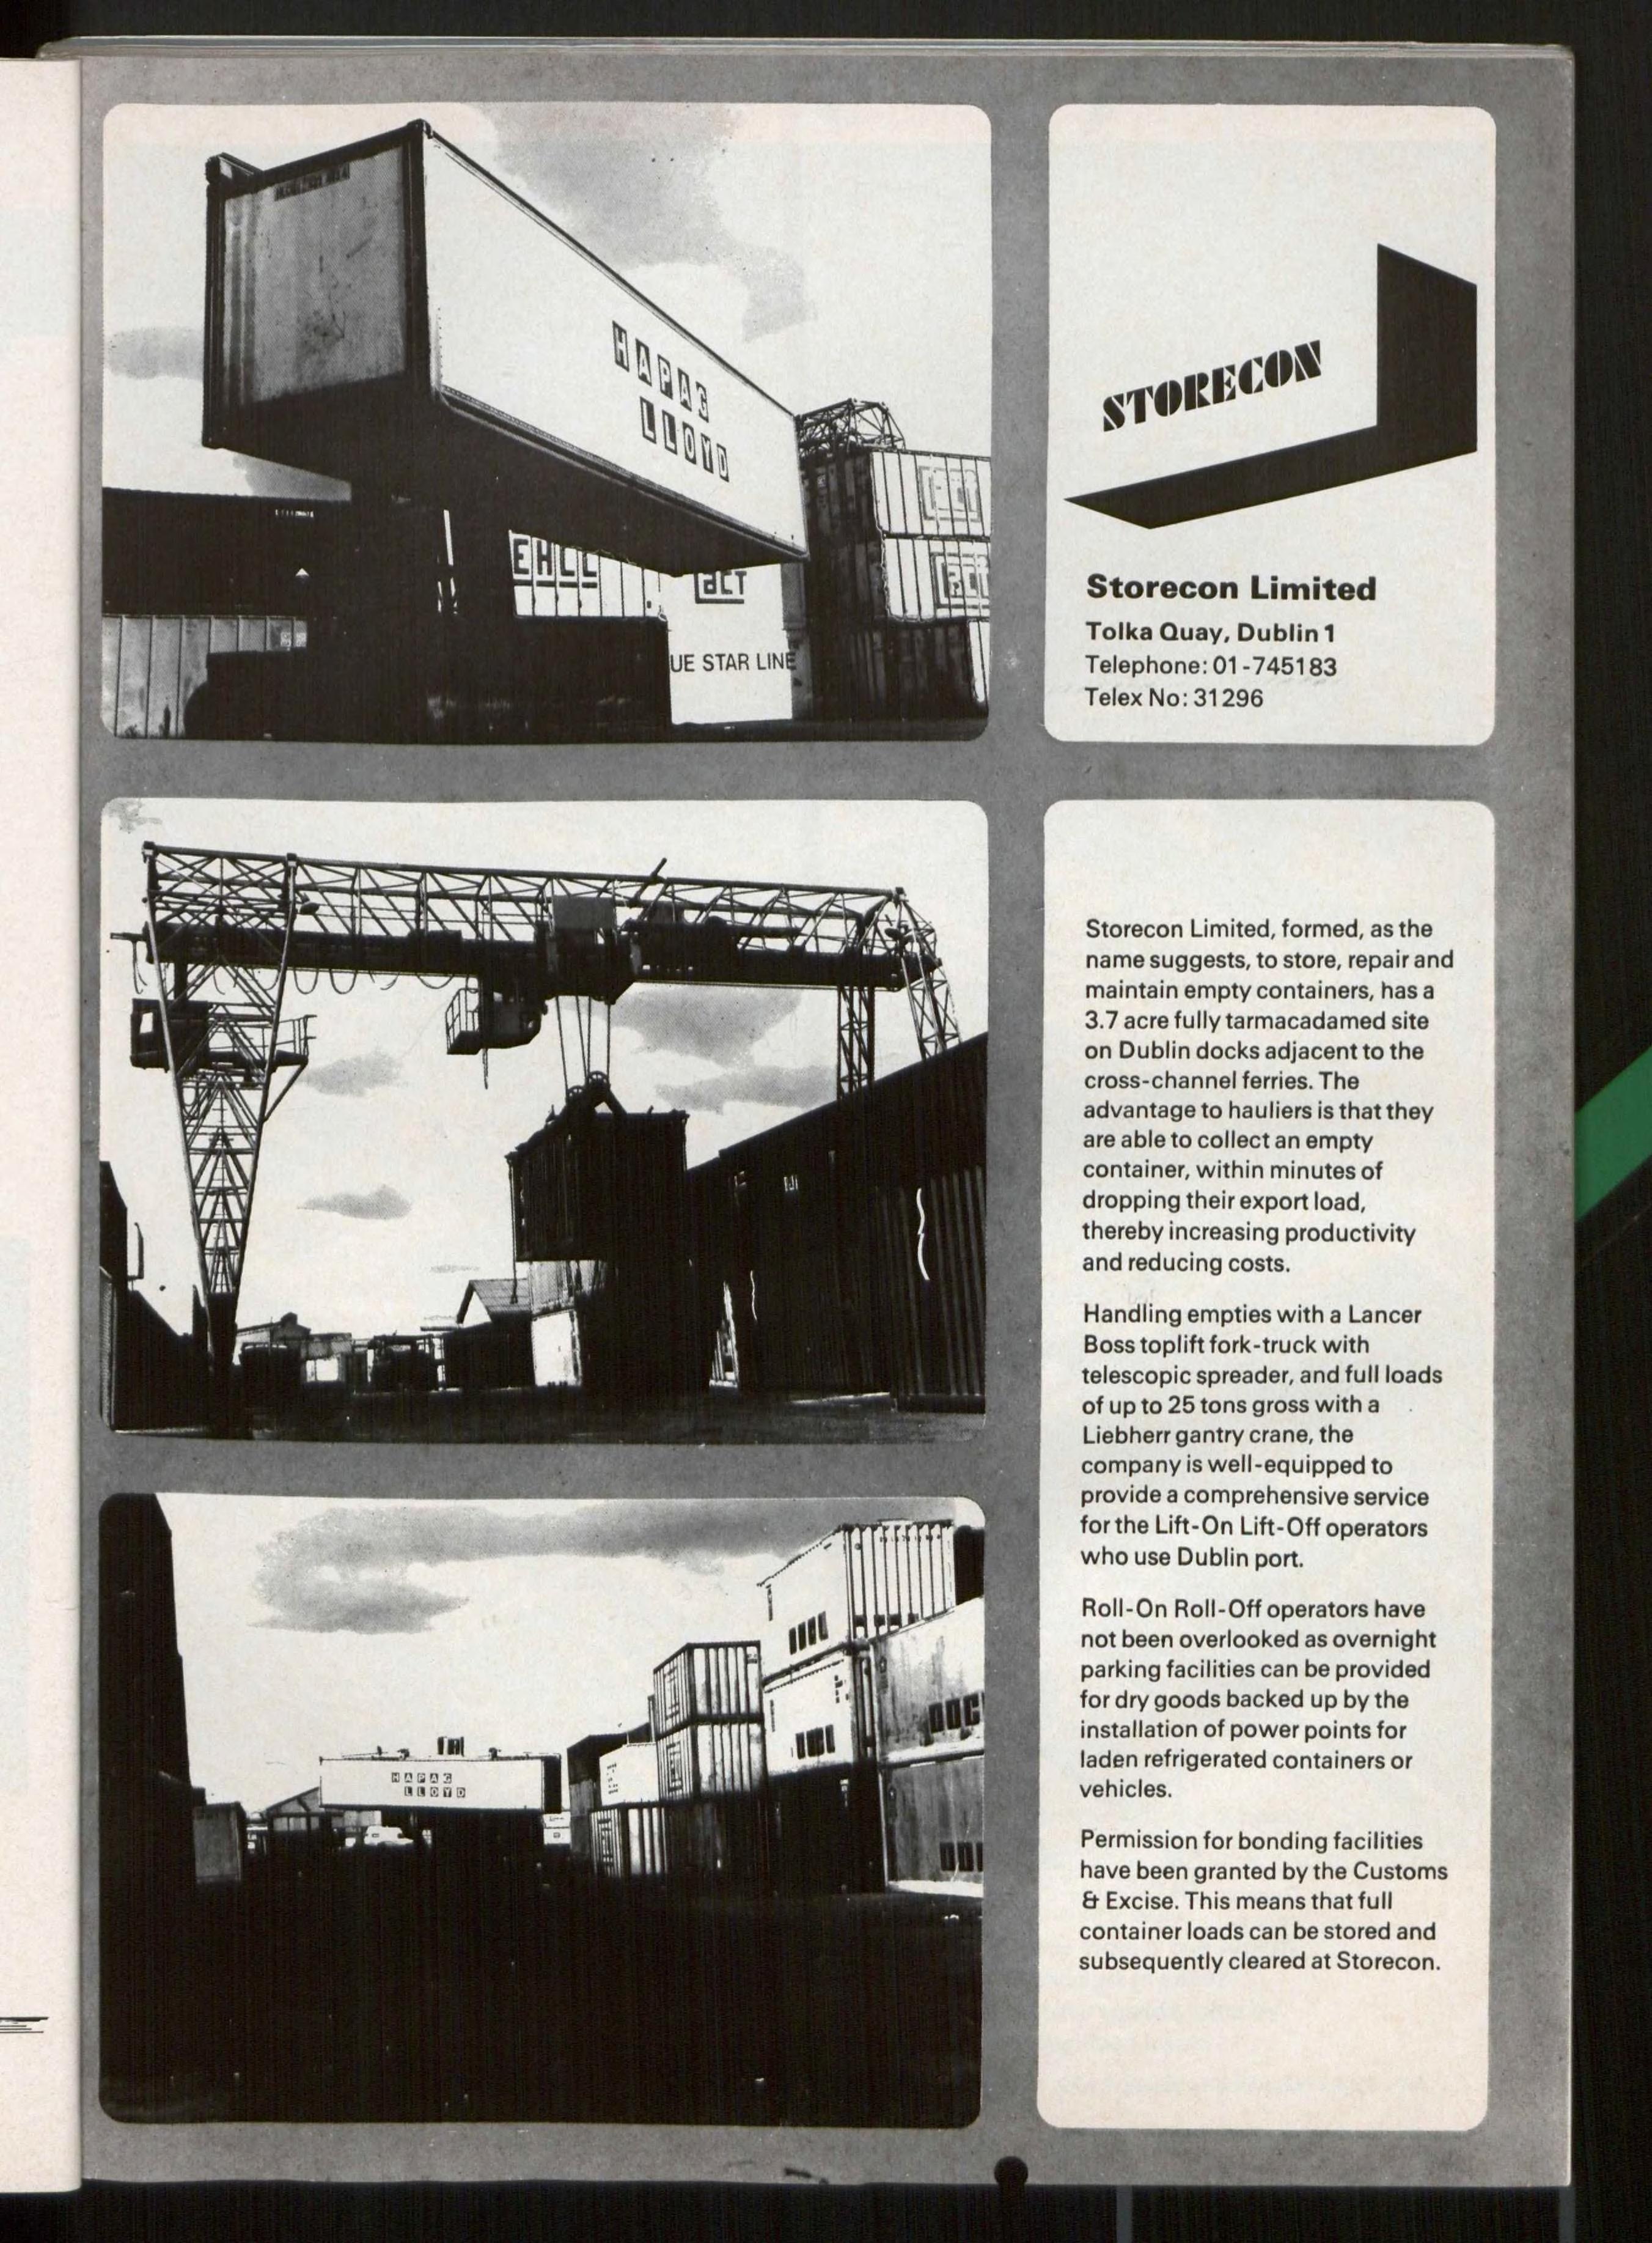 HAPAG
LLOYD
EHLL
act
UE STAR LINE
STORECON
Storecon Limited
Tolka Quay, Dublin 1
Telephone: 01-745183
Telex No: 31296
Storecon Limited, formed, as the
name suggests, to store, repair and
maintain empty containers, has a
3.7 acre fully tarmacadamed site
on Dublin docks adjacent to the
cross-channel ferries. The
advantage to hauliers is that they
are able to collect an empty
container, within minutes of
dropping their export load,
thereby increasing productivity
and reducing costs.
Handling empties with a Lancer
Boss toplift fork-truck with
telescopic spreader, and full loads
of up to 25 tons gross with a
Liebherr gantry crane, the
company is well-equipped to
provide a comprehensive service
for the Lift-On Lift-Off operators
who use Dublin port.
Roll-On Roll-Off operators have
not been overlooked as overnight
parking facilities can be provided
for dry goods backed up by the
installation of power points for
laden refrigerated containers or
vehicles.
Permission for bonding facilities
have been granted by the Customs
& Excise. This means that full
container loads can be stored and
subsequently cleared at Storecon.
HAPAG
LLOYD